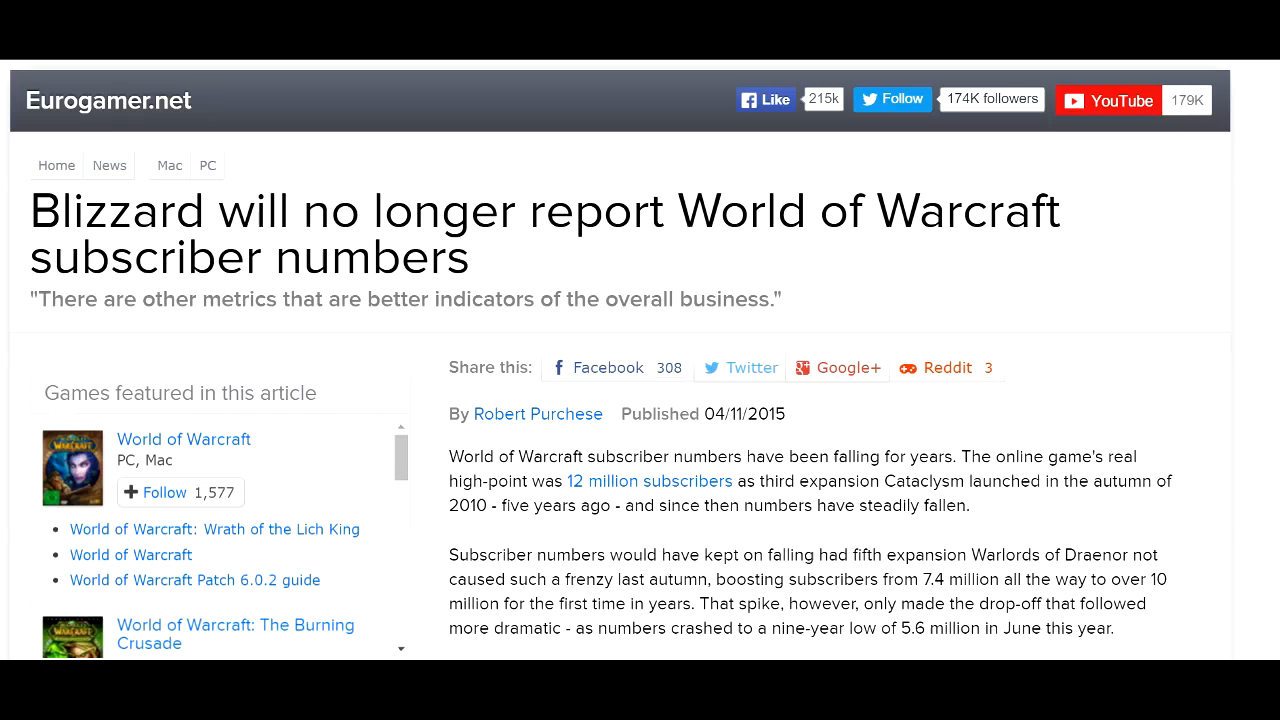 Eurogamer.net
Like 215k Follow 174K followers YouTube 179K
Home News Mac PC
Blizzard will no longer report World of Warcraft
subscriber numbers
"There are other metrics that are better indicators of the overall business."
Share this: Facebook 308 Twitter Google+ Reddit 3
Games featured in this article
World of Warcraft
PC, Mac
Follow 1,577
World of Warcraft: Wrath of the Lich King
World of Warcraft
World of Warcraft Patch 6.0.2 guide
World of Warcraft: The Burning
Crusade
By Robert Purchese Published 04/11/2015
World of Warcraft subscriber numbers have been falling for years. The online game's real
high-point was 12 million subscribers as third expansion Cataclysm launched in the autumn of
2010 - five years ago - and since then numbers have steadily fallen.
Subscriber numbers would have kept on falling had fifth expansion Warlords of Draenor not
caused such a frenzy last autumn, boosting subscribers from 7.4 million all the way to over 10
million for the first time in years. That spike, however, only made the drop-off that followed
more dramatic - as numbers crashed to a nine-year low of 5.6 million in June this year.